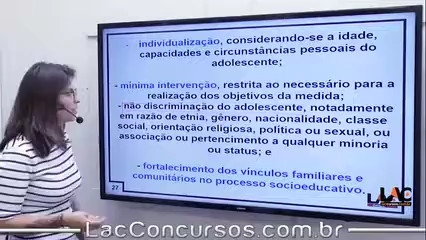 LAC
- individualização, considerando-se a idade,
capacidades e circunstâncias pessoais do
adolescente;
- mínima intervenção, restrita ao necessário para a
realização dos objetivos da medida;
- não discriminação do adolescente, notadamente
em razão de etnia, gênero, nacionalidade, classe
social, orientação religiosa, política ou sexual, ou
associação ou pertencimento a qualquer minoria
ou status; e
- fortalecimento dos vínculos familiares e
comunitários no processo socioeducativo.
27
LAC
LacConcursos.com.br